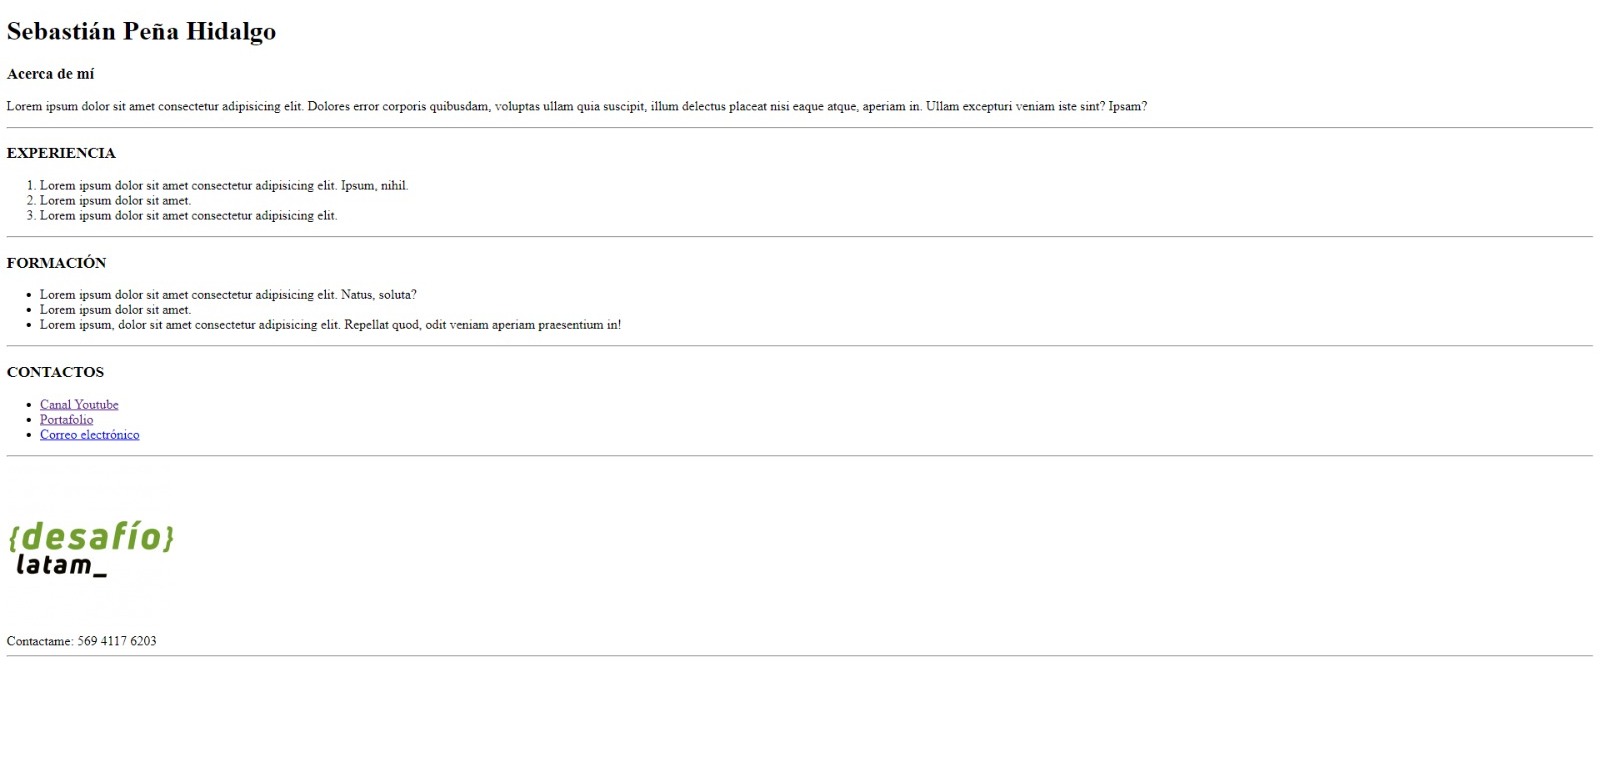 Sebastián Peña Hidalgo
Acerca de mí
Lorem ipsum dolor sit amet consectetur adipisicing elit. Dolores error corporis quibusdam, voluptas ullam quia suscipit, illum delectus placeat nisi eaque atque, aperiam in. Ullam excepturi veniam iste sint? Ipsam?
EXPERIENCIA
1. Lorem ipsum dolor sit amet consectetur adipisicing elit. Ipsum, nihil.
2. Lorem ipsum dolor sit amet.
3. Lorem ipsum dolor sit amet consectetur adipisicing elit.
FORMACIÓN
• Lorem ipsum dolor sit amet consectetur adipisicing elit. Natus, soluta?
• Lorem ipsum dolor sit amet.
• Lorem ipsum, dolor sit amet consectetur adipisicing elit. Repellat quod, odit veniam aperiam praesentium in!
CONTACTOS
• Canal Youtube
• Portafolio
• Correo electrónico
{desafío}
latam_
Contactame: 569 4117 6203